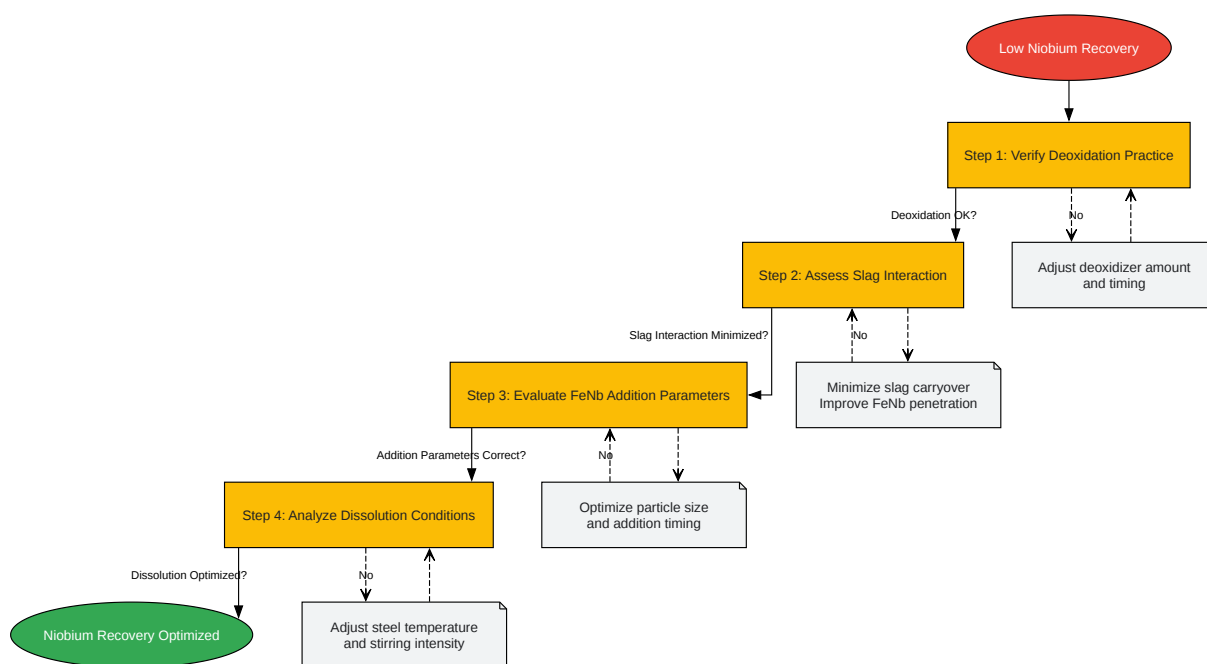 Low Niobium Recovery
Step 1: Verify Deoxidation Practice
Deoxidation OK?
No
Step 2: Assess Slag Interaction
Adjust deoxidizer amount
and timing
Slag Interaction Minimized?
No
Step 3: Evaluate FeNb Addition Parameters
Minimize slag carryover
Improve FeNb penetration
Addition Parameters Correct?
No
Step 4: Analyze Dissolution Conditions
Optimize particle size
and addition timing
Dissolution Optimized?
No
Niobium Recovery Optimized
Adjust steel temperature
and stirring intensity